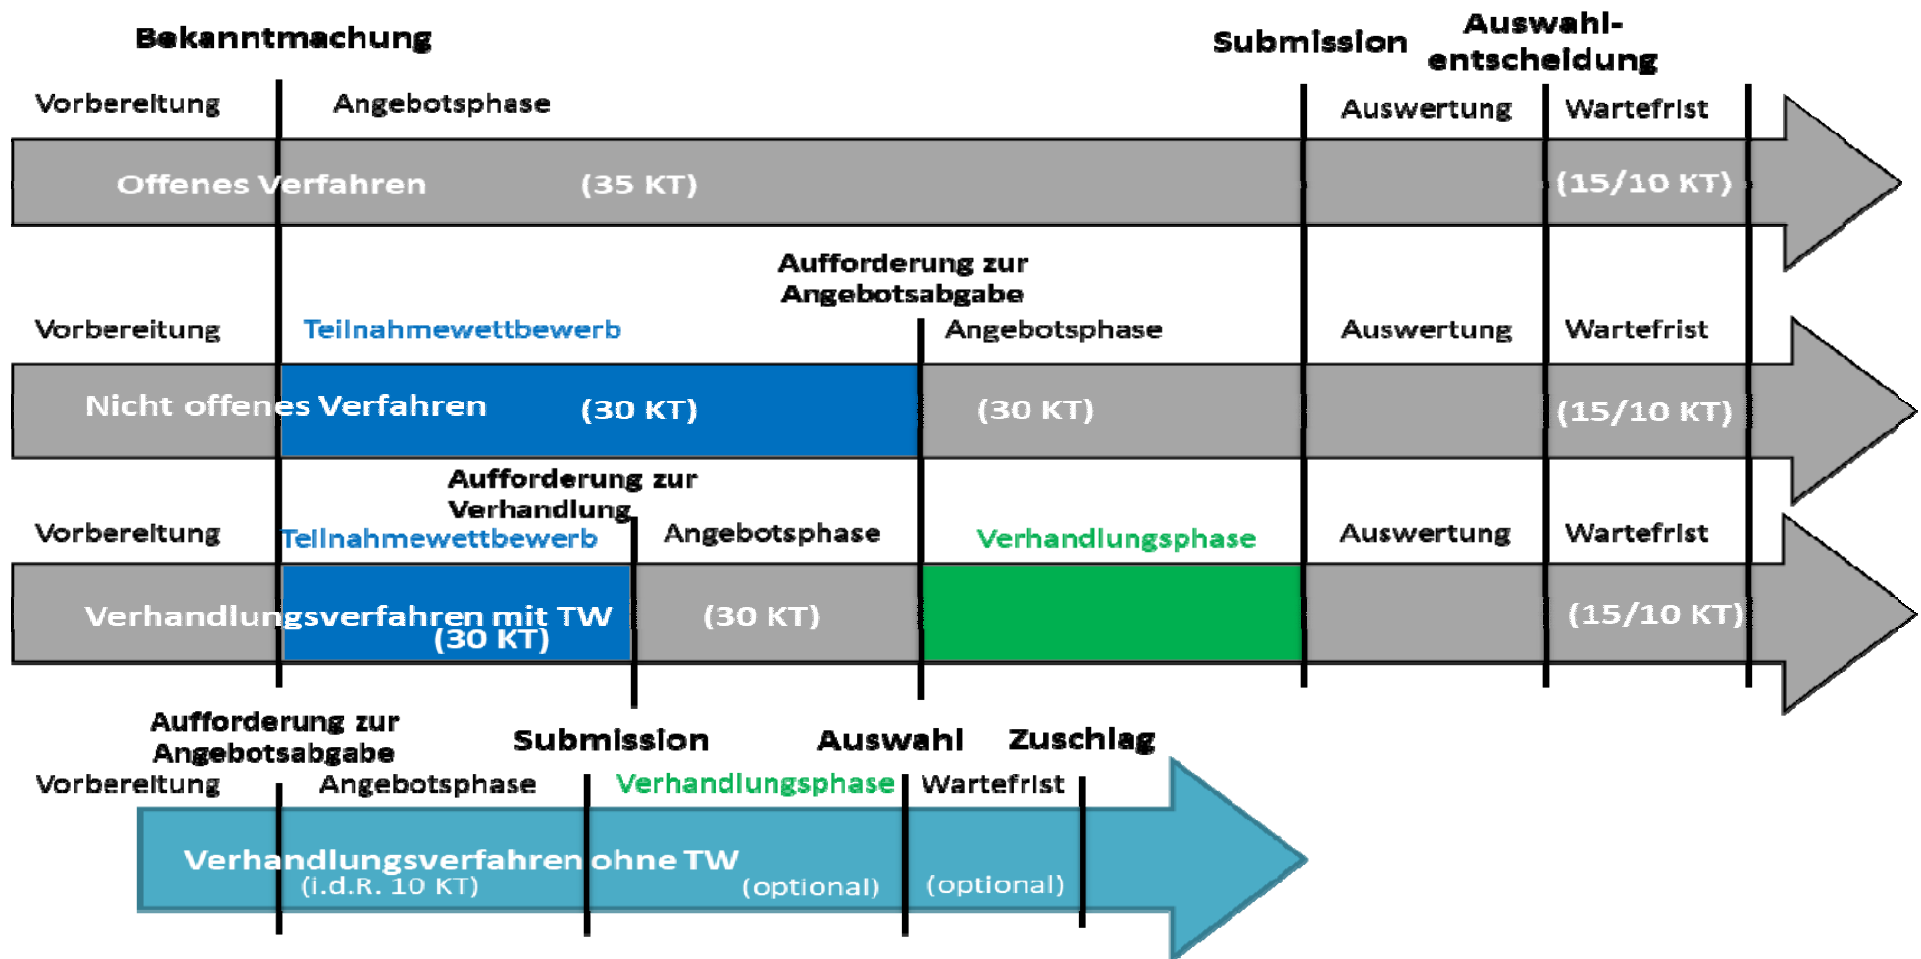 Bekanntmachung
Submission
Auswahl-
entscheidung
Vorbereitung
Angebotsphase
Auswertung
Wartefrist
Offenes Verfahren
(35 KT)
(15/10 KT)
Aufforderung zur
Angebotsabgabe
Vorbereitung
Teilnahmewettbewerb
Angebotsphase
Auswertung
Wartefrist
Nicht offenes Verfahren
(30 KT)
(30 KT)
(15/10 KT)
Aufforderung zur
Verhandlung
Vorbereitung
Teilnahmewettbewerb
Angebotsphase
Verhandlungsphase
Auswertung
Wartefrist
Verhandlungsverfahren mit TW
(30 KT)
(30 KT)
(15/10 KT)
Aufforderung zur
Angebotsabgabe
Submission
Auswahl
Zuschlag
Vorbereitung
Angebotsphase
Verhandlungsphase
Wartefrist
Verhandlungsverfahren ohne TW
(i.d.R. 10 KT)
(optional)
(optional)